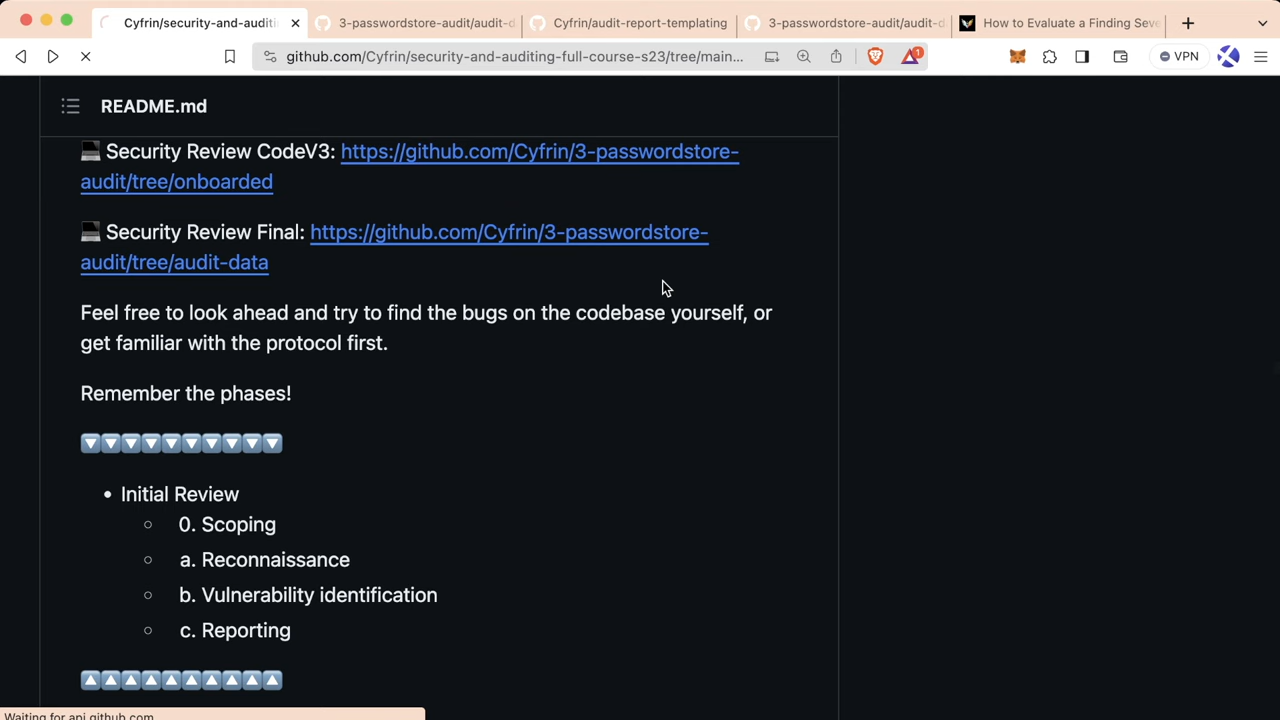 Cyfrin/security-and-auditi
3-passwordstore-audit/audit-d
Cyfrin/audit-report-templating
3-passwordstore-audit/audit-d
How to Evaluate a Finding Seve
github.com/Cyfrin/security-and-auditing-full-course-s23/tree/main...
1
VPN
README.md
Security Review CodeV3: https://github.com/Cyfrin/3-passwordstore-
audit/tree/onboarded
Security Review Final: https://github.com/Cyfrin/3-passwordstore-
audit/tree/audit-data
Feel free to look ahead and try to find the bugs on the codebase yourself, or
get familiar with the protocol first.
Remember the phases!
• Initial Review
◦ 0. Scoping
◦ a. Reconnaissance
◦ b. Vulnerability identification
◦ c. Reporting
Waiting for api.github.com